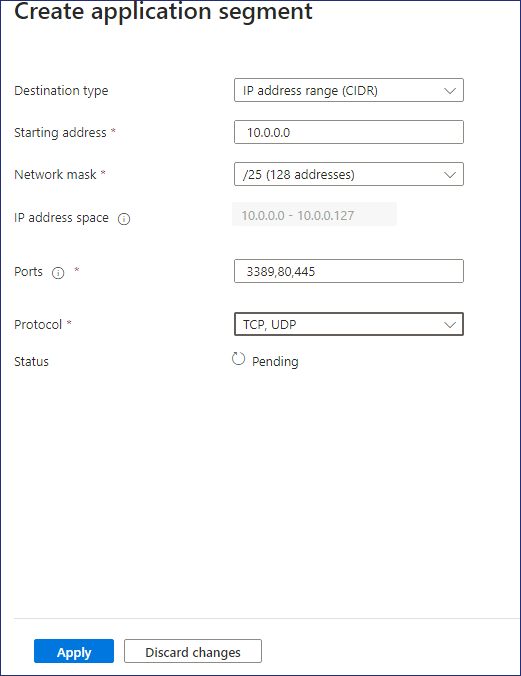 Create application segment
Destination type IP address range (CIDR)
Starting address * 10.0.0.0
Network mask * /25 (128 addresses)
IP address space 10.0.0.0 - 10.0.0.127
Ports * 3389,80,445
Protocol * TCP, UDP
Status Pending
Apply Discard changes